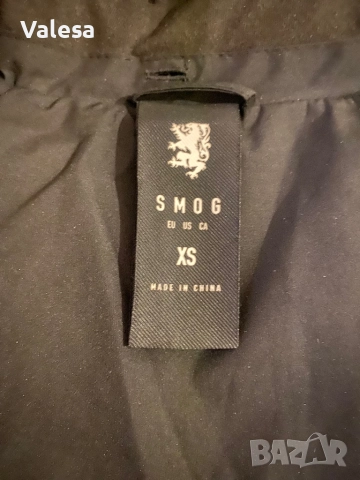 Valesa
SMOG
EU US CA
XS
MADE IN CHINA
BAZAR